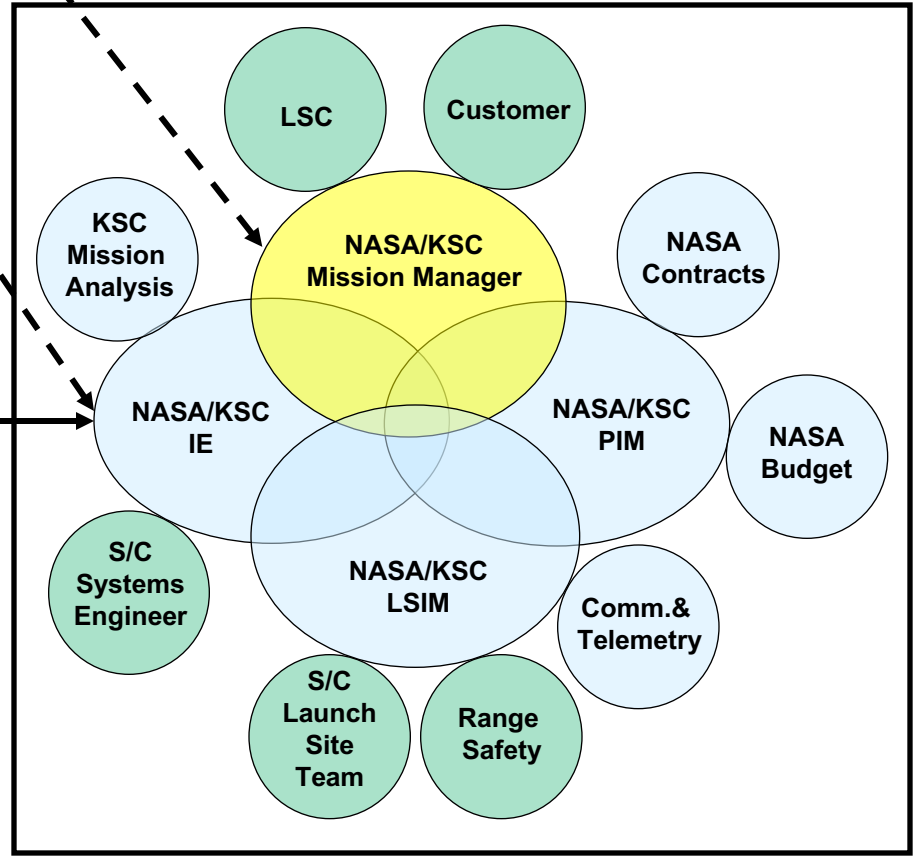 LSC
Customer
KSC
Mission
Analysis
NASA/KSC
Mission Manager
NASA
Contracts
NASA/KSC
IE
NASA/KSC
PIM
NASA
Budget
S/C
Systems
Engineer
NASA/KSC
LSIM
Comm.&
Telemetry
S/C
Launch
Site
Team
Range
Safety